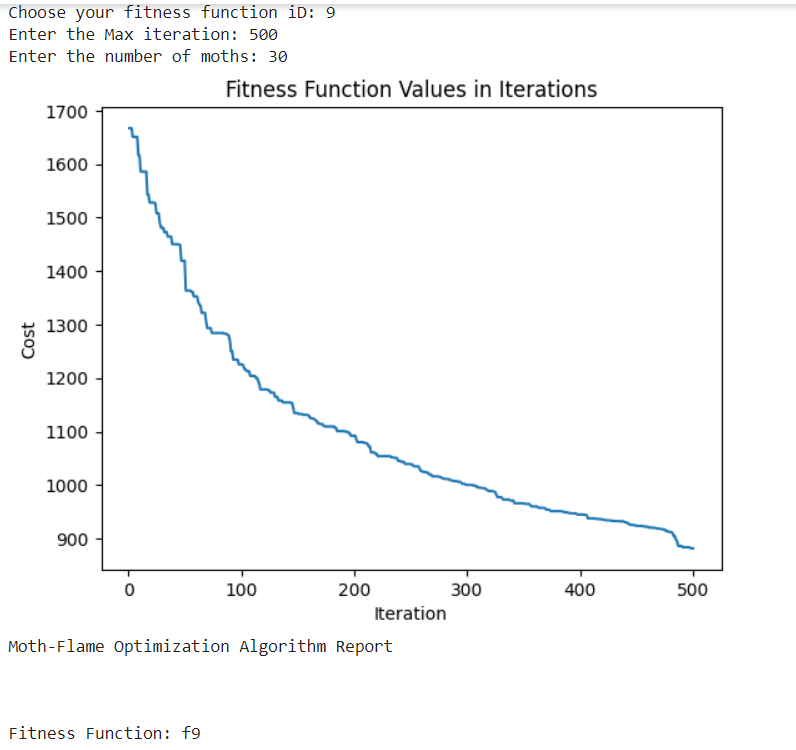 Choose your fitness function iD: 9
Enter the Max iteration: 500
Enter the number of moths: 30
Fitness Function Values in Iterations
1700
1600
1500
1400
1300
1200
1100
1000
900
Cost
0 100 200 300 400 500
Iteration
Moth-Flame Optimization Algorithm Report
Fitness Function: f9